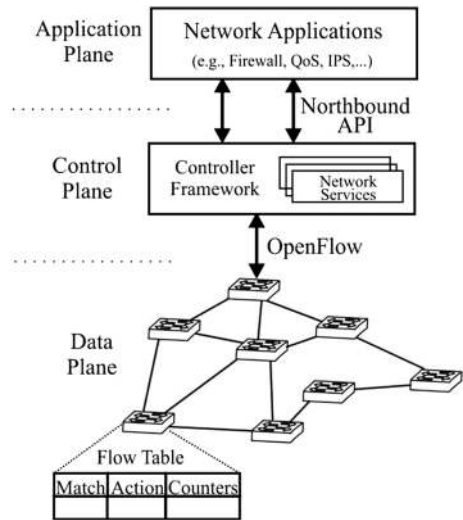 Application
Plane
Network Applications
(e.g., Firewall, QoS, IPS,...)
Northbound
API
Control
Plane
Controller
Framework
Network
Services
OpenFlow
Data
Plane
Flow Table
Match Action Counters